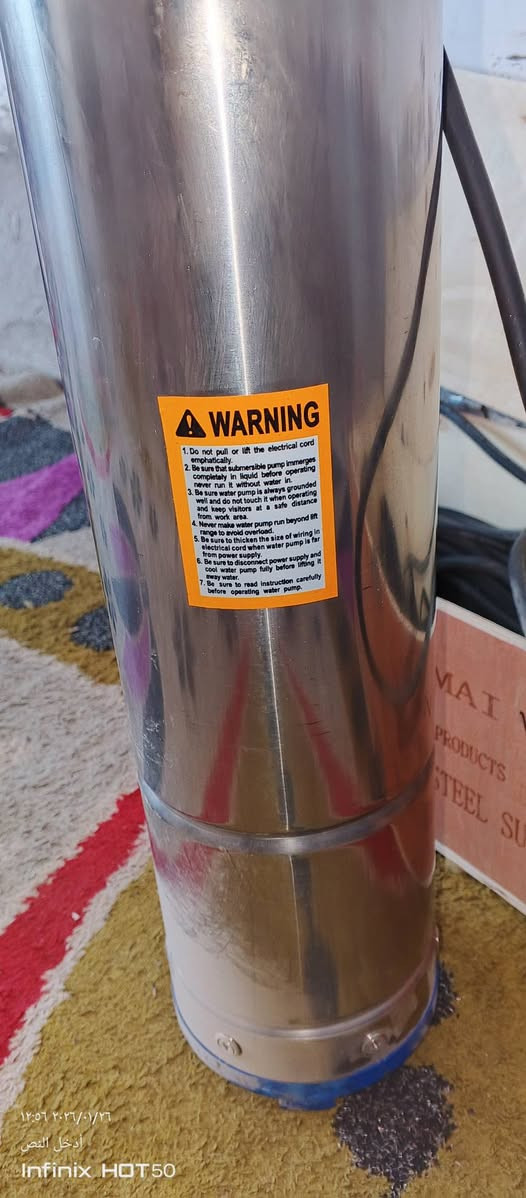 WARNING
1. Do not pull or lift the electrical cord
emphatically.
2. Be sure that submersible pump immerges
completely in liquid before operating
never run it without water in.
3. Be sure water pump is always grounded
well and do not touch it when operating
and keep visitors at a safe distance
from work area.
4. Never make water pump run beyond lift
range to avoid overload.
5. Be sure to thicken the size of wiring in
electrical cord when water pump is far
from power supply.
6. Be sure to disconnect power supply and
cool water pump fully before lifting it
away water.
7. Be sure to read instruction carefully
before operating water pump.
MAI
PRODUCTS
STEEL SU
١٢:٥٦ ٢٠٢٦/٠١/٢٦
أدخل النص
Infinix HOT50